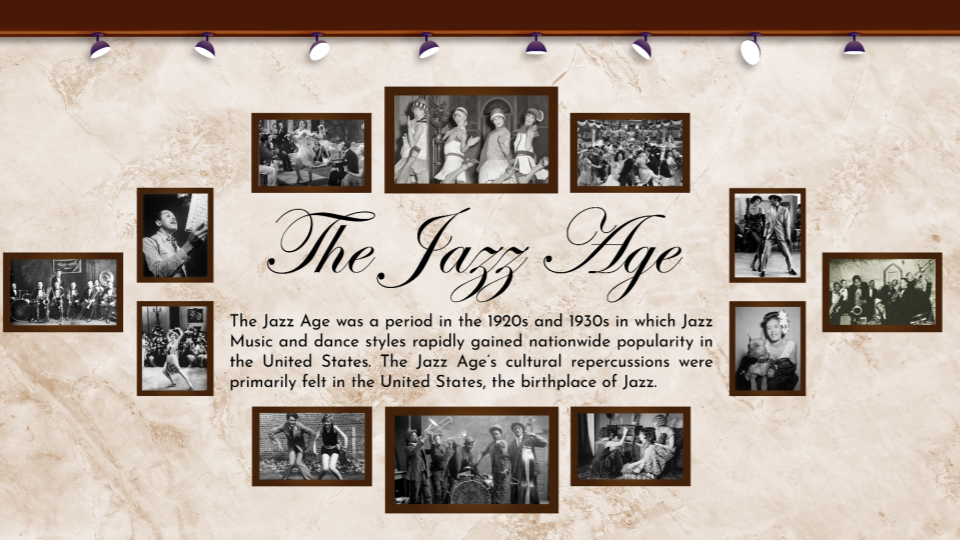 The Jazz Age
The Jazz Age was a period in the 1920s and 1930s in which Jazz
Music and dance styles rapidly gained nationwide popularity in
the United States. The Jazz Age's cultural repercussions were
primarily felt in the United States, the birthplace of Jazz.